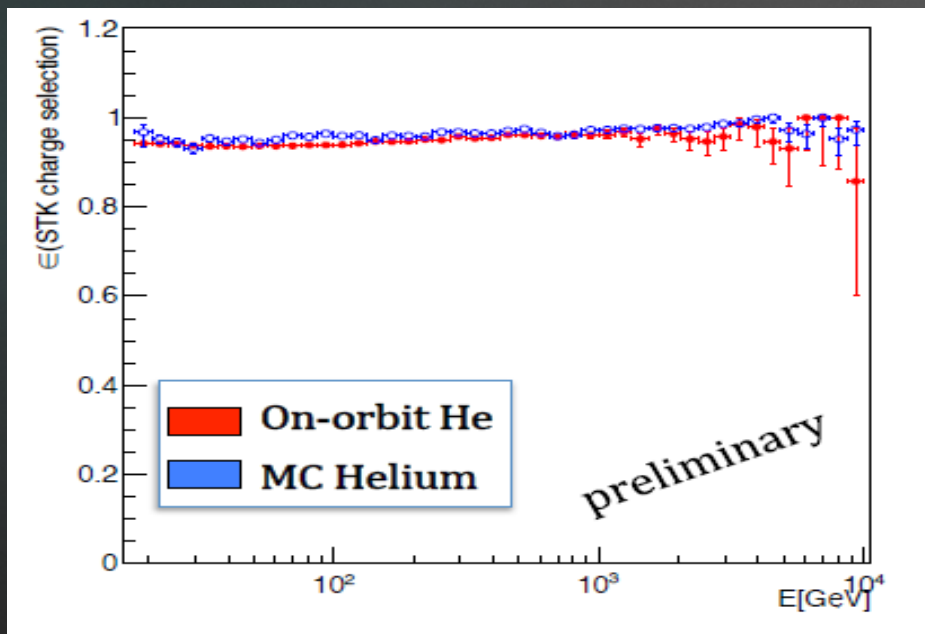 1.2
1
0.8
0.6
0.4
0.2
0
∈(STK charge selection)
On-orbit He
MC Helium
preliminary
10²
10³
10⁴
E[GeV]